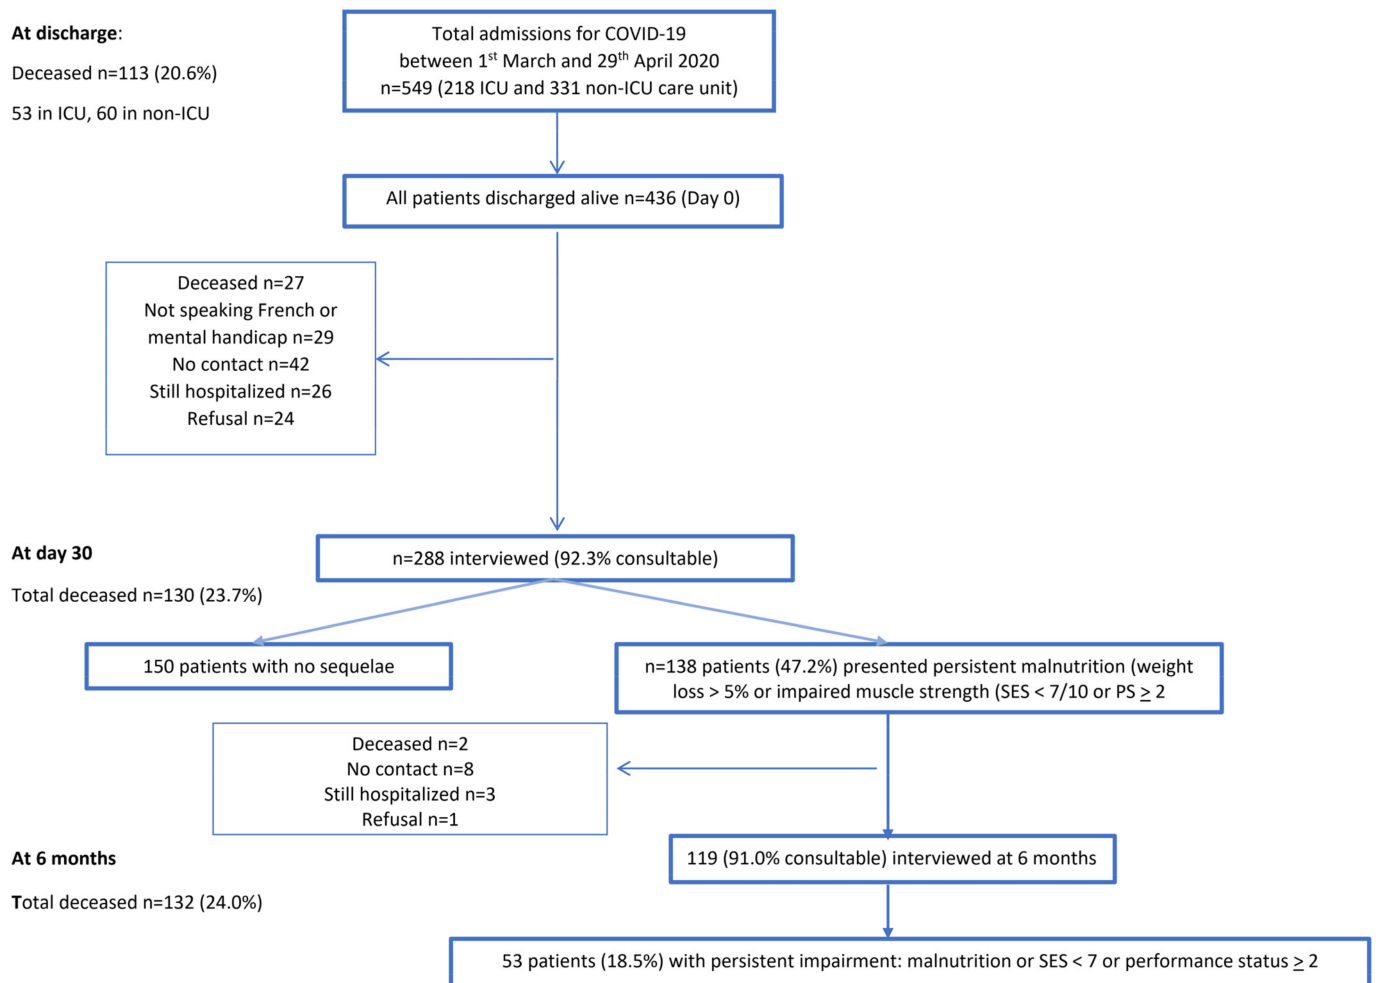 At discharge:
Deceased n=113 (20.6%)
53 in ICU, 60 in non-ICU
Total admissions for COVID-19
between 1st March and 29th April 2020
n=549 (218 ICU and 331 non-ICU care unit)
All patients discharged alive n=436 (Day 0)
Deceased n=27
Not speaking French or
mental handicap n=29
No contact n=42
Still hospitalized n=26
Refusal n=24
At day 30
Total deceased n=130 (23.7%)
n=288 interviewed (92.3% consultable)
150 patients with no sequelae
n=138 patients (47.2%) presented persistent malnutrition (weight
loss > 5% or impaired muscle strength (SES < 7/10 or PS ≥ 2
Deceased n=2
No contact n=8
Still hospitalized n=3
Refusal n=1
At 6 months
Total deceased n=132 (24.0%)
119 (91.0% consultable) interviewed at 6 months
53 patients (18.5%) with persistent impairment: malnutrition or SES < 7 or performance status ≥ 2